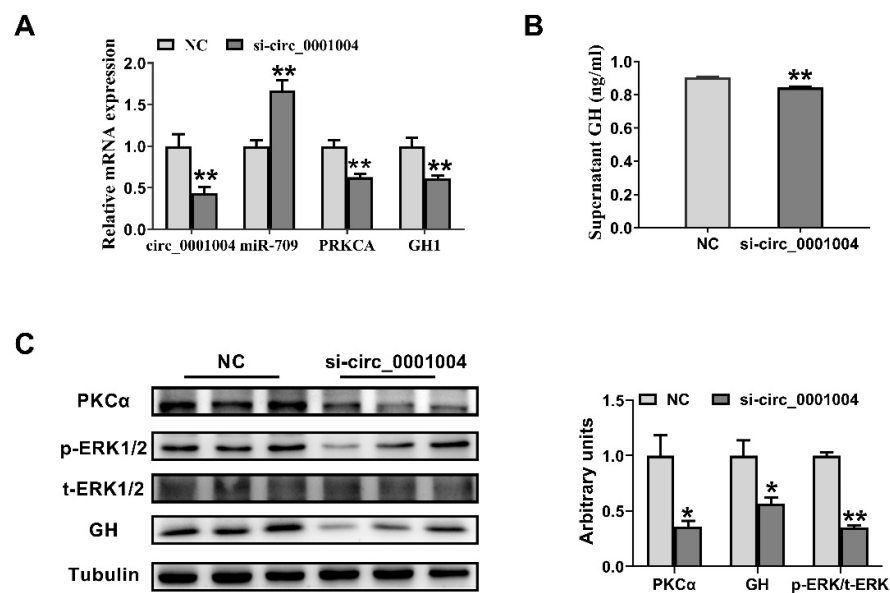 A
NC si-circ_0001004
Relative mRNA expression
2.0
1.5
1.0
0.5
0.0
**
**
**
**
circ_0001004 miR-709 PRKCA GH1
B
Supernatant GH (ng/ml)
1.0
0.8
0.6
0.4
0.2
0.0
**
NC si-circ_0001004
C
NC si-circ_0001004
PKCα
p-ERK1/2
t-ERK1/2
GH
Tubulin
NC si-circ_0001004
Arbitrary units
1.5
1.0
0.5
0.0
*
*
**
PKCα GH p-ERK/t-ERK